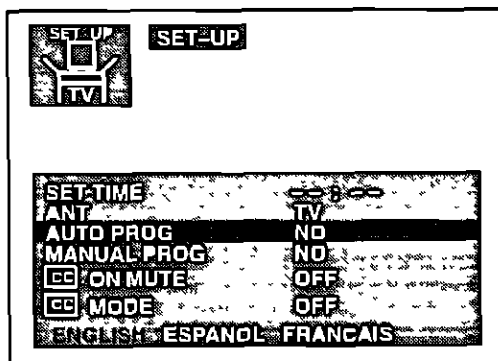 SET-UP
TV
SET-UP
SET-TIME -- : --
ANT TV
AUTO PROG NO
MANUAL PROG NO
CC ON MUTE OFF
CC MODE OFF
ENGLISH ESPANOL FRANCAIS